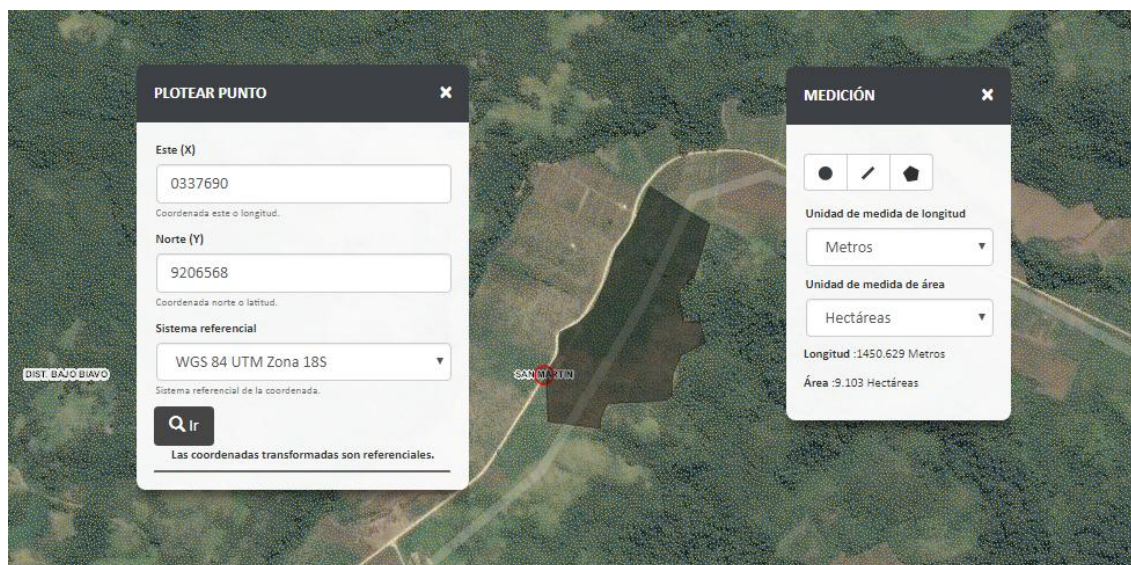 PLOTEAR PUNTO
Este (X)
0337690
Coordenada este o longitud.
Norte (Y)
9206568
Coordenada norte o latitud.
Sistema referencial
WGS 84 UTM Zona 18S
Sistema referencial de la coordenada.
Ir
Las coordenadas transformadas son referenciales.
DIST. BAJO BIAVO
SAN MARTIN
MEDICIÓN
Unidad de medida de longitud
Metros
Unidad de medida de área
Hectáreas
Longitud :1450.629 Metros
Área :9.103 Hectáreas